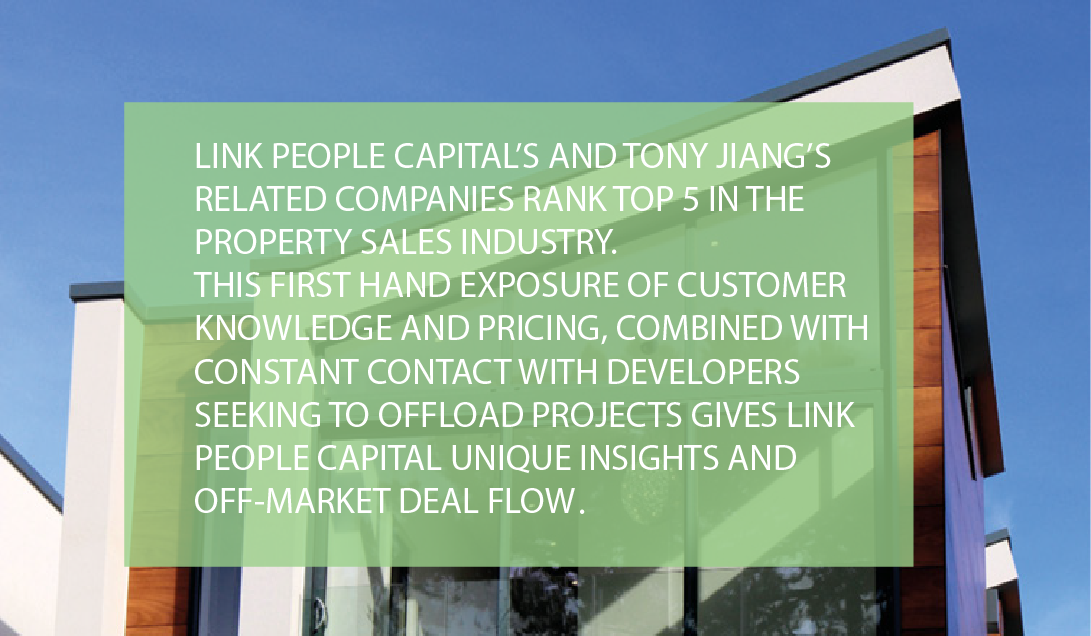 LINK PEOPLE CAPITAL’S AND TONY JIANG’S
RELATED COMPANIES RANK TOP 5 IN THE
PROPERTY SALES INDUSTRY.
THIS FIRST HAND EXPOSURE OF CUSTOMER
KNOWLEDGE AND PRICING, COMBINED WITH
CONSTANT CONTACT WITH DEVELOPERS
SEEKING TO OFFLOAD PROJECTS GIVES LINK
PEOPLE CAPITAL UNIQUE INSIGHTS AND
OFF-MARKET DEAL FLOW.